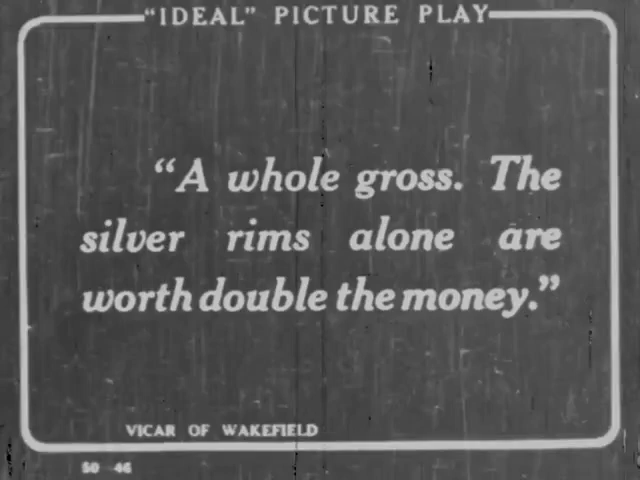 "IDEAL" PICTURE PLAY
"A whole gross. The
silver rims alone are
worth double the money."
VICAR OF WAKEFIELD
50 46